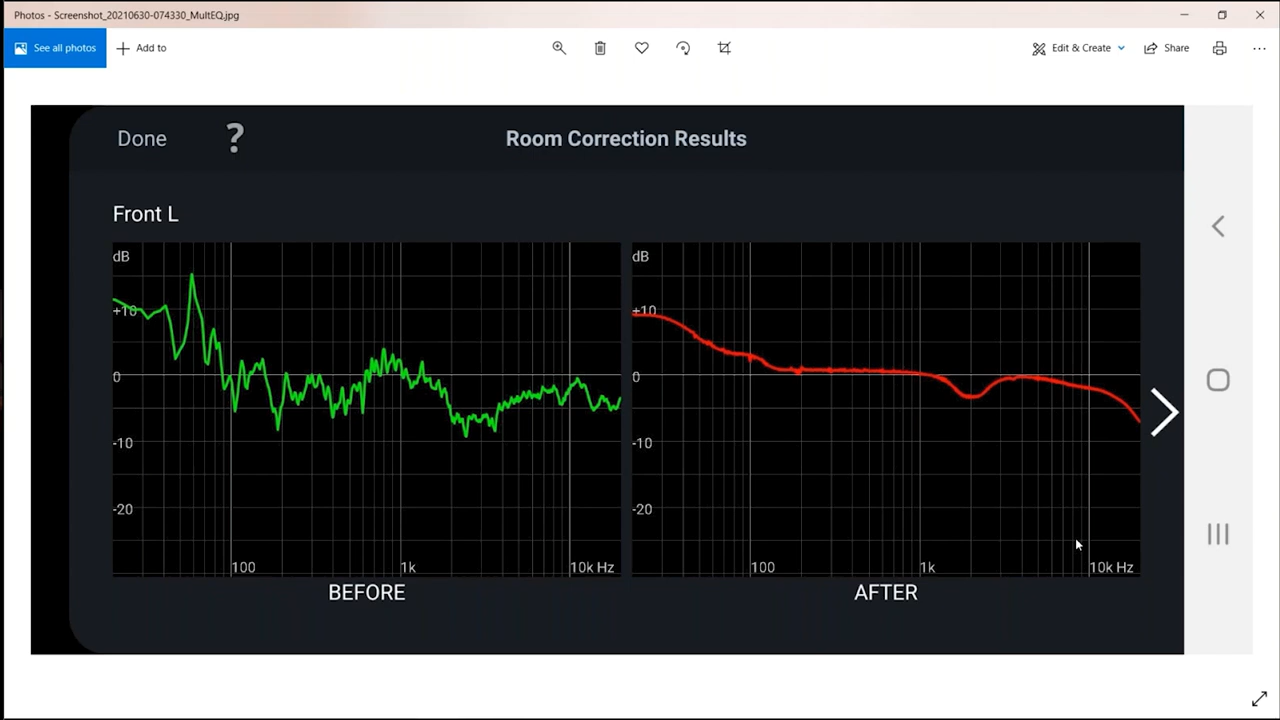 Photos - Screenshot_20210630-074330_MultEQ.jpg
See all photos
Add to
Edit & Create
Share
Done
?
Room Correction Results
Front L
dB
+10
0
-10
-20
100
1k
10k Hz
BEFORE
dB
+10
0
-10
-20
100
1k
10k Hz
AFTER